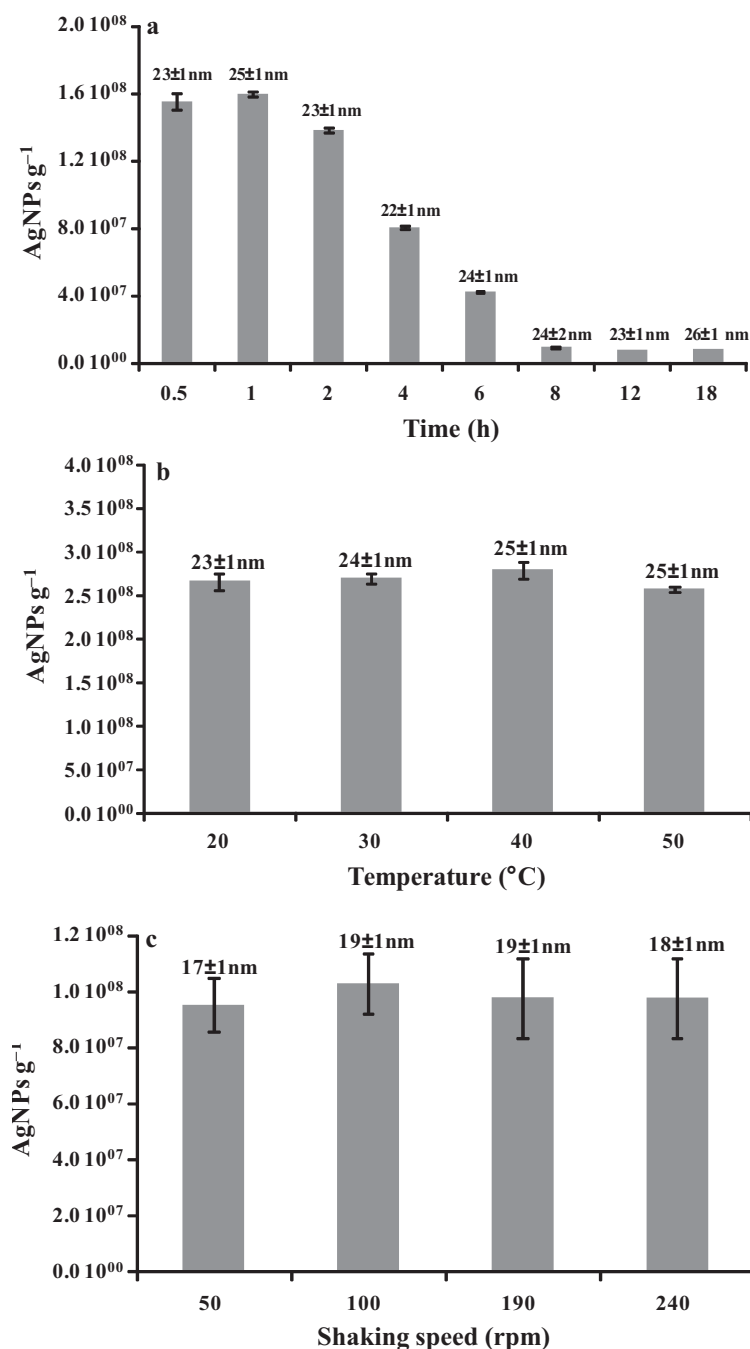 a
AgNPs g⁻¹
2.0 10⁰⁸
1.6 10⁰⁸
1.2 10⁰⁸
8.0 10⁰⁷
4.0 10⁰⁷
0.0 10⁰⁰
23±1nm 25±1nm 23±1nm 22±1nm 24±1nm 24±2nm 23±1nm 26±1 nm
0.5 1 2 4 6 8 12 18
Time (h)
b
AgNPs g⁻¹
4.0 10⁰⁸
3.5 10⁰⁸
3.0 10⁰⁸
2.5 10⁰⁸
2.0 10⁰⁸
1.5 10⁰⁸
1.0 10⁰⁸
5.0 10⁰⁷
0.0 10⁰⁰
23±1nm 24±1nm 25±1nm 25±1nm
20 30 40 50
Temperature (°C)
c
AgNPs g⁻¹
1.2 10⁰⁸
1.0 10⁰⁸
8.0 10⁰⁷
6.0 10⁰⁷
4.0 10⁰⁷
2.0 10⁰⁷
0.0 10⁰⁰
17±1nm 19±1nm 19±1nm 18±1nm
50 100 190 240
Shaking speed (rpm)